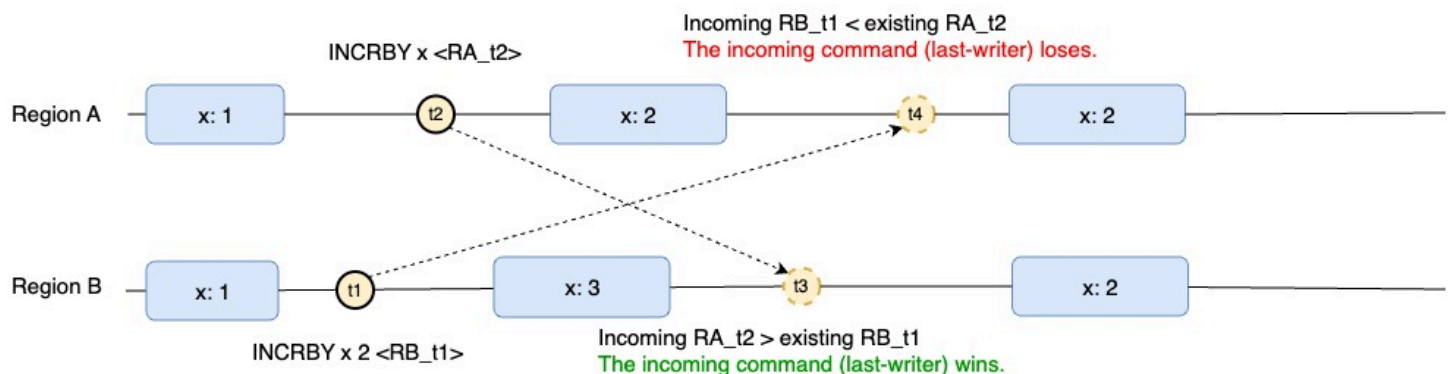 Incoming RB_t1 < existing RA_t2
The incoming command (last-writer) loses.
INCRBY x <RA_t2>
Region A
x: 1
t2
x: 2
t4
x: 2
Region B
x: 1
t1
x: 3
t3
x: 2
INCRBY x 2 <RB_t1>
Incoming RA_t2 > existing RB_t1
The incoming command (last-writer) wins.